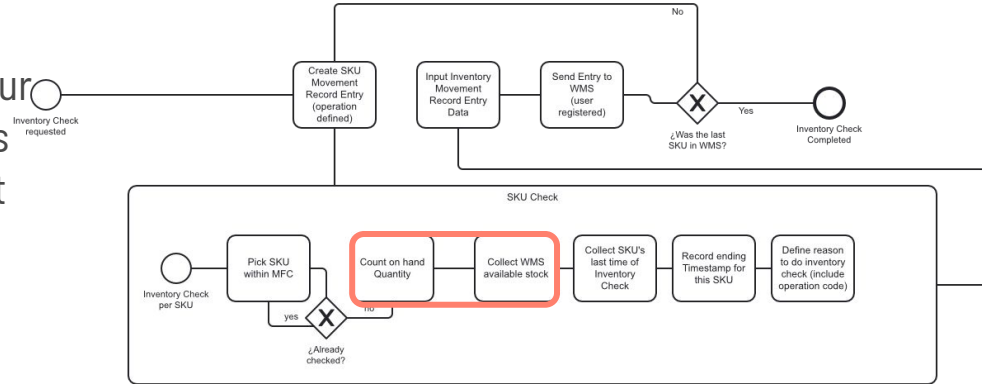 ur
s
t
Inventory Check
requested
Create SKU
Movement
Record Entry
(operation
defined)
Input Inventory
Movement
Record Entry
Data
Send Entry to
WMS
(user
registered)
No
¿Was the last
SKU in WMS?
Yes
Inventory Check
Completed
SKU Check
Inventory Check
per SKU
Pick SKU
within MFC
yes
¿Already
checked?
no
Count on hand
Quantity
Collect WMS
available stock
Collect SKU's
last time of
Inventory
Check
Record ending
Timestamp for
this SKU
Define reason
to do inventory
check (include
operation code)